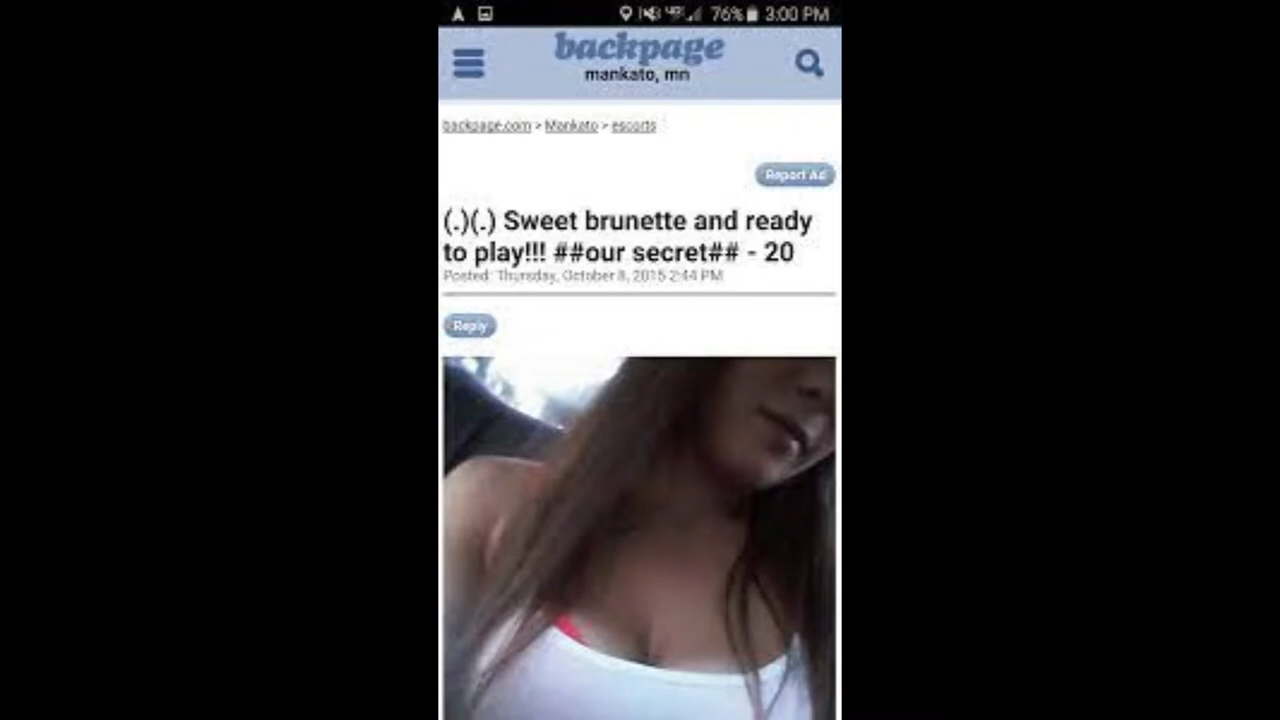 76% 3:00 PM
backpage
mankato, mn
backpage.com > Mankato > escorts
Report Ad
(.)(.) Sweet brunette and ready
to play!!! ##our secret## - 20
Posted: Thursday, October 8, 2015 2:44 PM
Reply